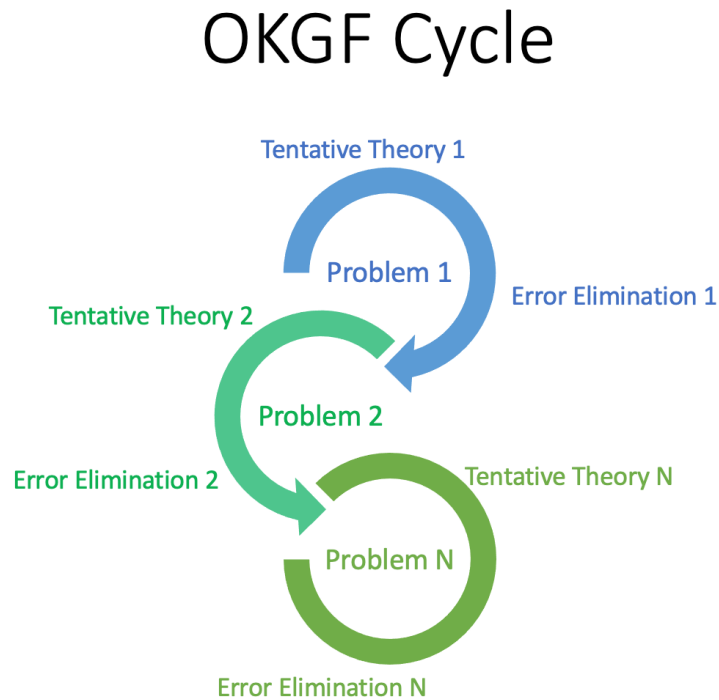 OKGF Cycle
Tentative Theory 1
Problem 1
Error Elimination 1
Tentative Theory 2
Problem 2
Error Elimination 2
Tentative Theory N
Problem N
Error Elimination N